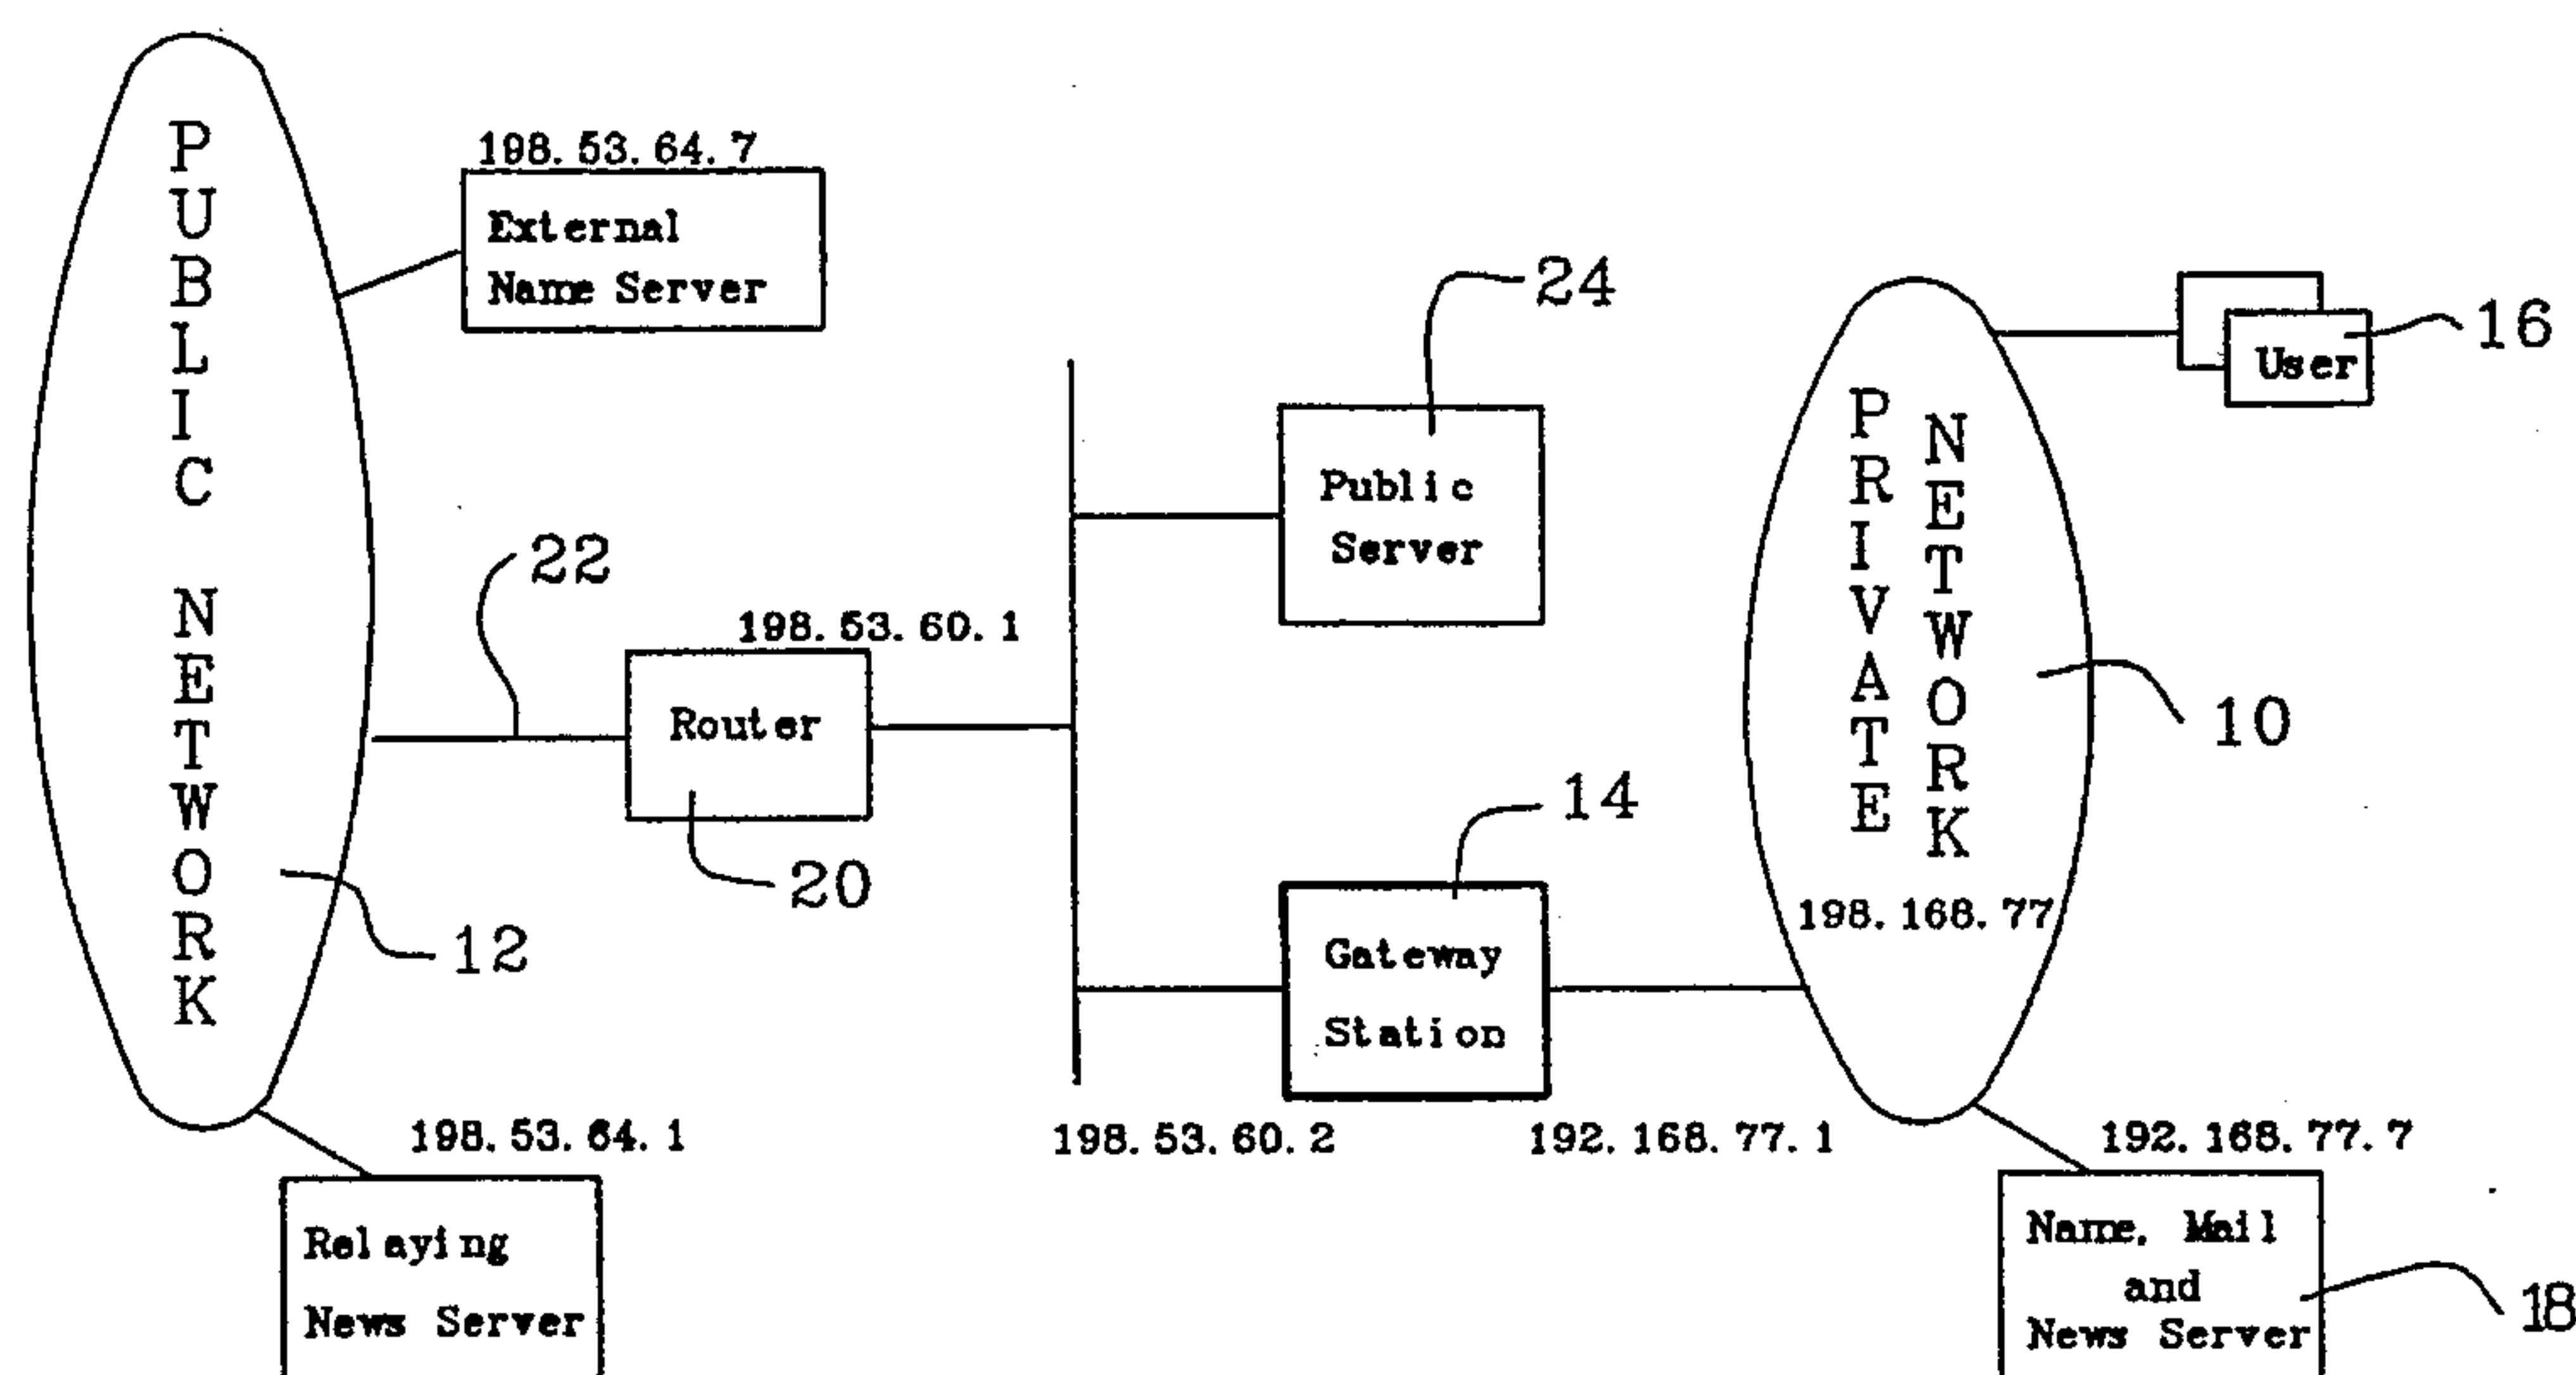 PUBLIC NETWORK
198.53.64.7
External
Name Server
24
16
User
22
198.53.60.1
Public
Server
PRIVATE
NETWORK
Router
10
14
20
12
198.168.77
Gateway
Station
198.53.64.1
198.53.60.2
192.168.77.1
192.168.77.7
Relaying
News Server
Name, Mail
and
News Server
18